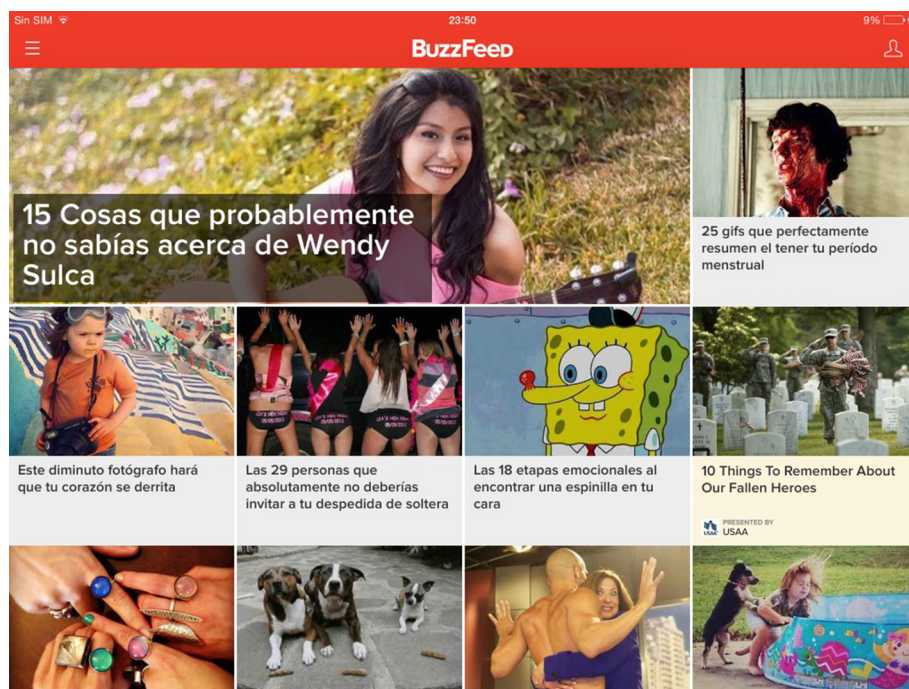 Sin SIM
23:50
9%
BuzzFeed
15 Cosas que probablemente
no sabías acerca de Wendy
Sulca
25 gifs que perfectamente
resumen el tener tu período
menstrual
Este diminuto fotógrafo hará
que tu corazón se derrita
Las 29 personas que
absolutamente no deberías
invitar a tu despedida de soltera
Las 18 etapas emocionales al
encontrar una espinilla en tu
cara
10 Things To Remember About
Our Fallen Heroes
PRESENTED BY
USAA
USAA